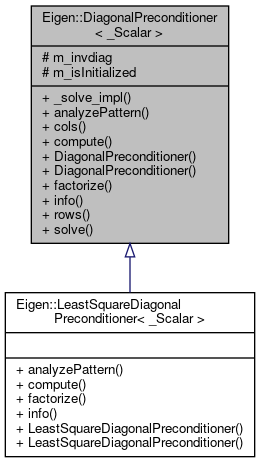 Eigen::DiagonalPreconditioner
< _Scalar >
# m_invdiag
# m_isInitialized
+ _solve_impl()
+ analyzePattern()
+ cols()
+ compute()
+ DiagonalPreconditioner()
+ DiagonalPreconditioner()
+ factorize()
+ info()
+ rows()
+ solve()
Eigen::LeastSquareDiagonal
Preconditioner< _Scalar >
+ analyzePattern()
+ compute()
+ factorize()
+ info()
+ LeastSquareDiagonalPreconditioner()
+ LeastSquareDiagonalPreconditioner()